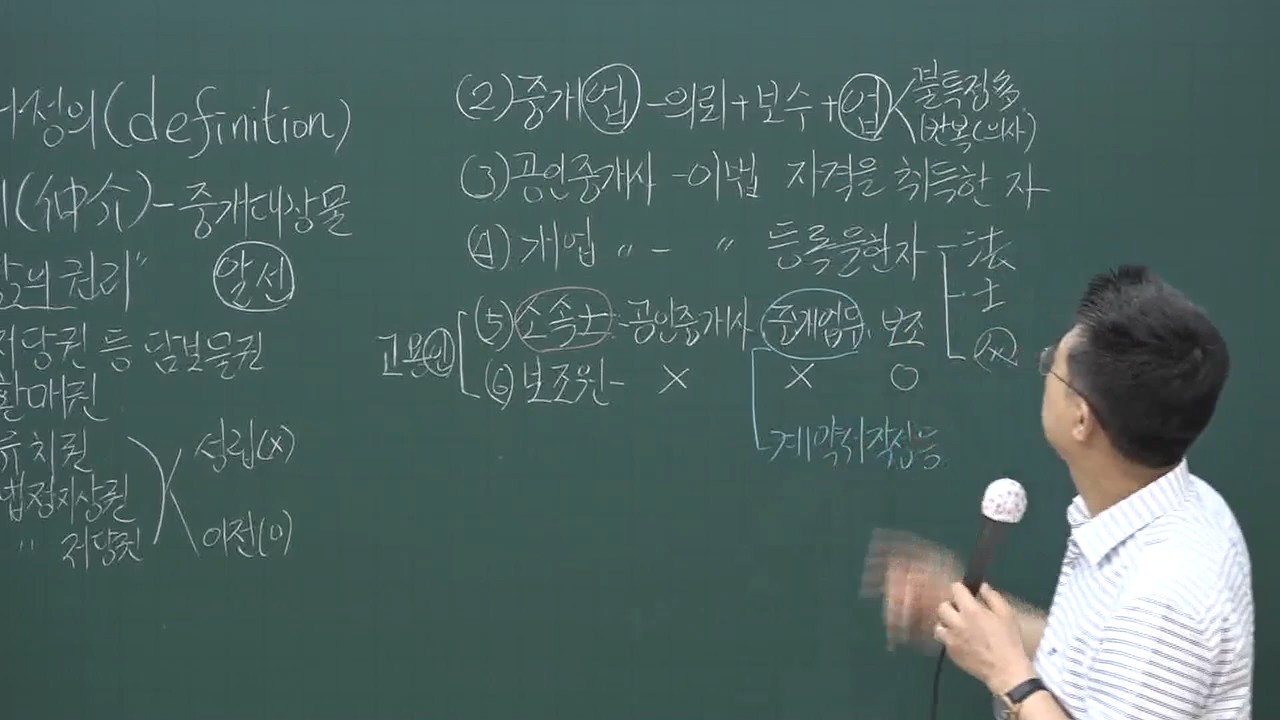 정의(definition)
(仲介)-중개대상물
권리" 알선
저당권 등 담보물권
환매권
유치권 성립(x)
법정지상권
〃 저당권 이전(o)
(2)중개업-의뢰+보수+업<불특정多.
반복(의사)
(3)공인중개사 -이법 자격을 취득한 자
(4)개업 〃 - 〃 등록을한자 -法
士
(x)
고용인 (5)소속士-공인중개사 중개업무. 보조
(6)보조원- X X O
계약서작성등.